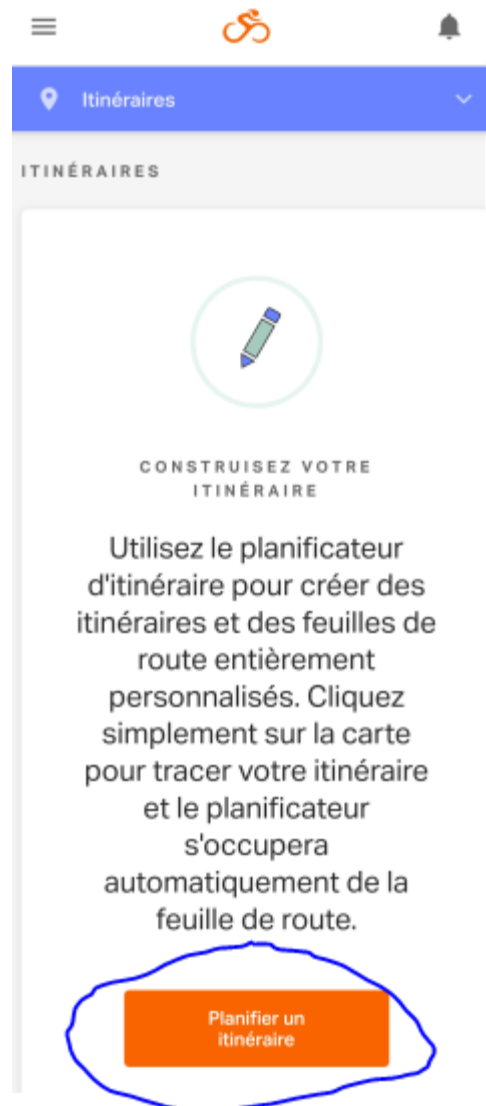 Itinéraires
ITINÉRAIRES
CONSTRUISEZ VOTRE
ITINÉRAIRE
Utilisez le planificateur
d'itinéraire pour créer des
itinéraires et des feuilles de
route entièrement
personnalisés. Cliquez
simplement sur la carte
pour tracer votre itinéraire
et le planificateur
s'occupera
automatiquement de la
feuille de route.
Planifier un
itinéraire